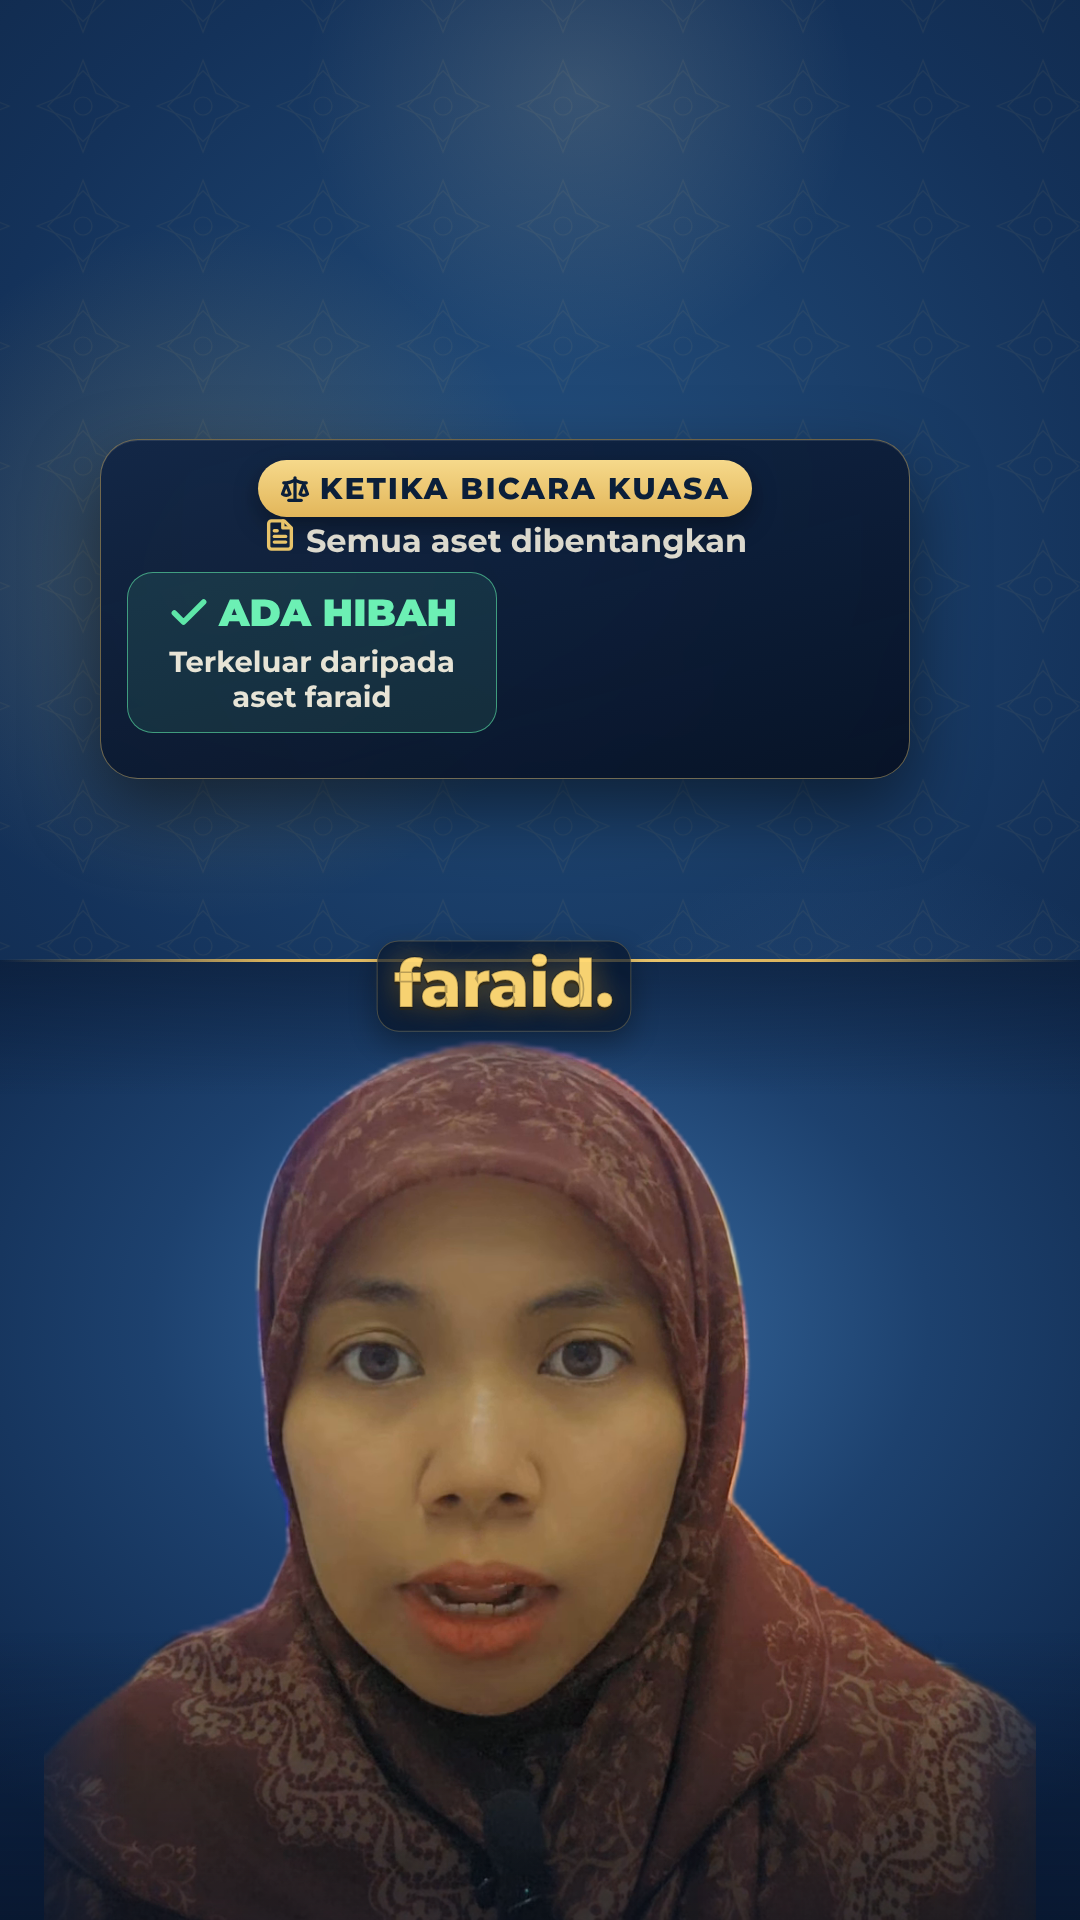 KETIKA BICARA KUASA
Semua aset dibentangkan
ADA HIBAH
Terkeluar daripada
aset faraid
faraid.